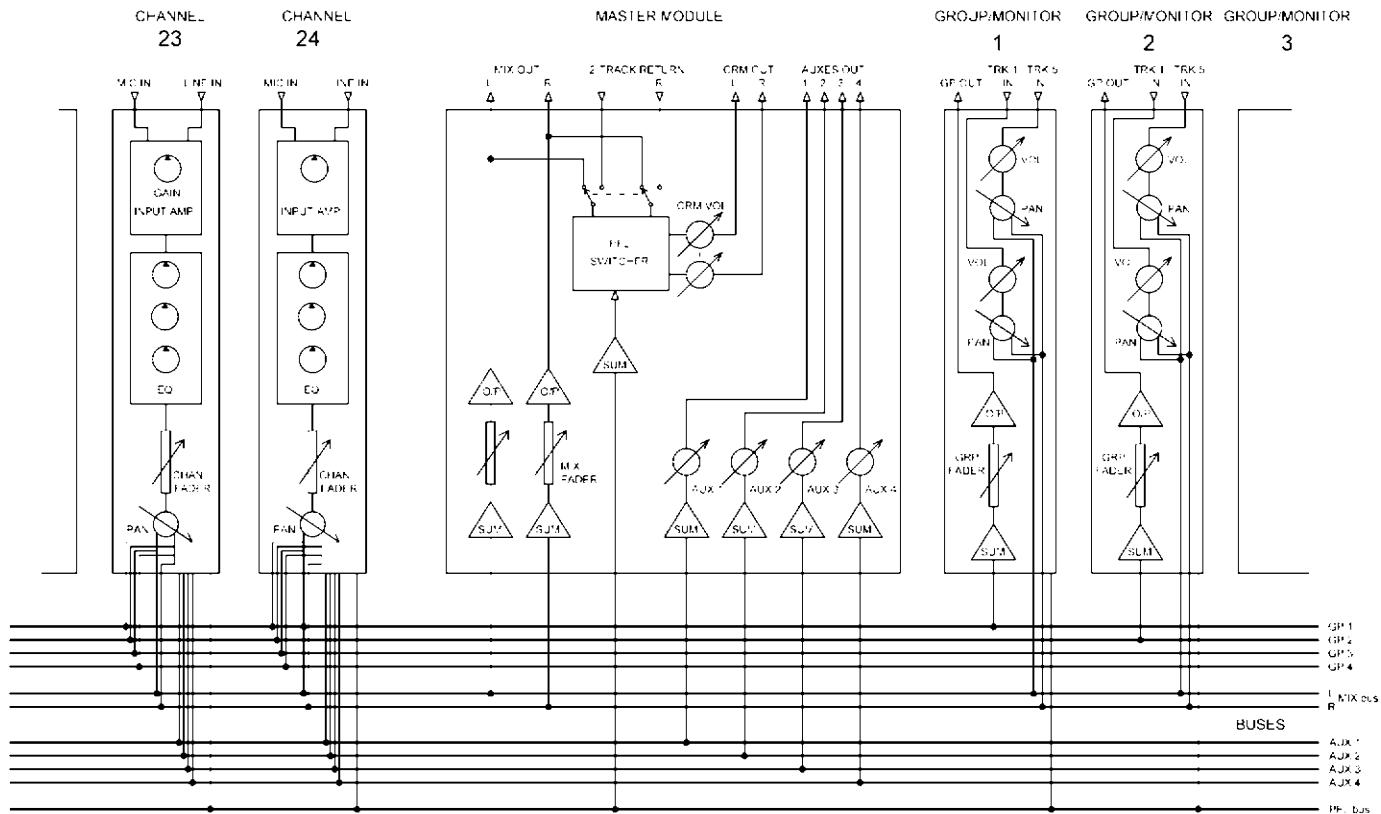 CHANNEL
23
CHANNEL
24
MASTER MODULE
GROUP/MONITOR
1
GROUP/MONITOR
2
GROUP/MONITOR
3
MIC IN
LINE IN
MIC IN
LINE IN
MIX OUT
L
R
2 TRACK RETURN
R
CRM OUT
L
R
AUXES OUT
1
2
3
4
GP OUT
TRK 1
IN
TRK 5
IN
GP OUT
TRK 1
IN
TRK 5
IN
GAIN
INPUT AMP
INPUT AMP
EQ
EQ
CHAN
FADER
CHAN
FADER
PAN
PAN
PFL
SWITCHER
CRM VOL
SUM
O/P
O/P
MIX
FADER
SUM
SUM
AUX 1
AUX 2
AUX 3
AUX 4
SUM
SUM
SUM
SUM
VOL
PAN
VOL
PAN
O/P
GRP
FADER
SUM
VOL
PAN
VOL
PAN
O/P
GRP
FADER
SUM
GP 1
GP 2
GP 3
GP 4
L
R
MIX bus
BUSES
AUX 1
AUX 2
AUX 3
AUX 4
PFL bus